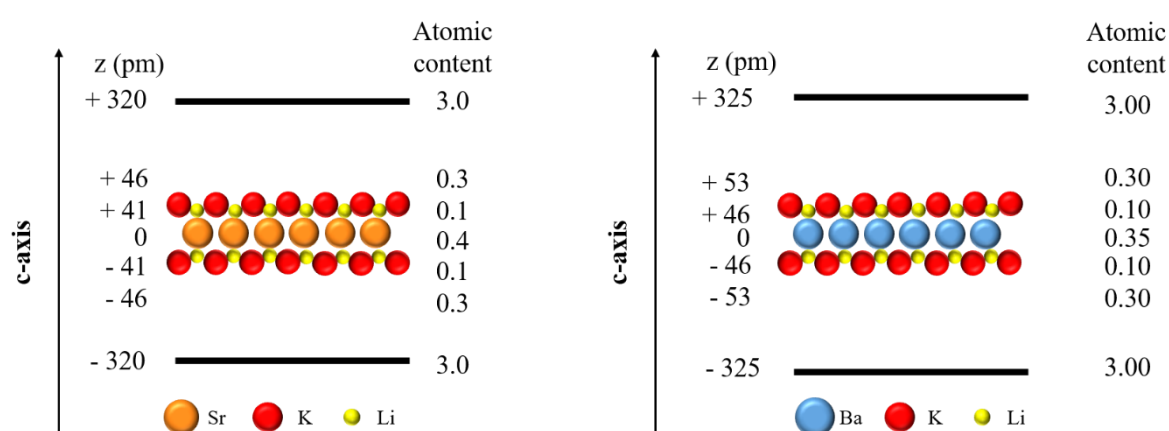 Atomic
content
z (pm)
+ 320
3.0
+ 46
0.3
+ 41
0.1
0
0.4
- 41
0.1
- 46
0.3
- 320
3.0
c-axis
Sr
K
Li
Atomic
content
z (pm)
+ 325
3.00
+ 53
0.30
+ 46
0.10
0
0.35
- 46
0.10
- 53
0.30
- 325
3.00
c-axis
Ba
K
Li